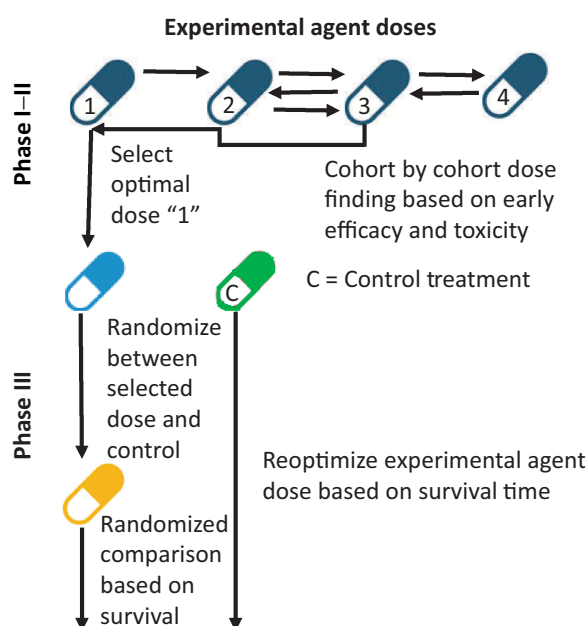 Experimental agent doses
Phase I–II
1
2
3
4
Select
optimal
dose “1”
Cohort by cohort dose
finding based on early
efficacy and toxicity
C
C = Control treatment
Phase III
Randomize
between
selected
dose and
control
Reoptimize experimental agent
dose based on survival time
Randomized
comparison
based on
survival